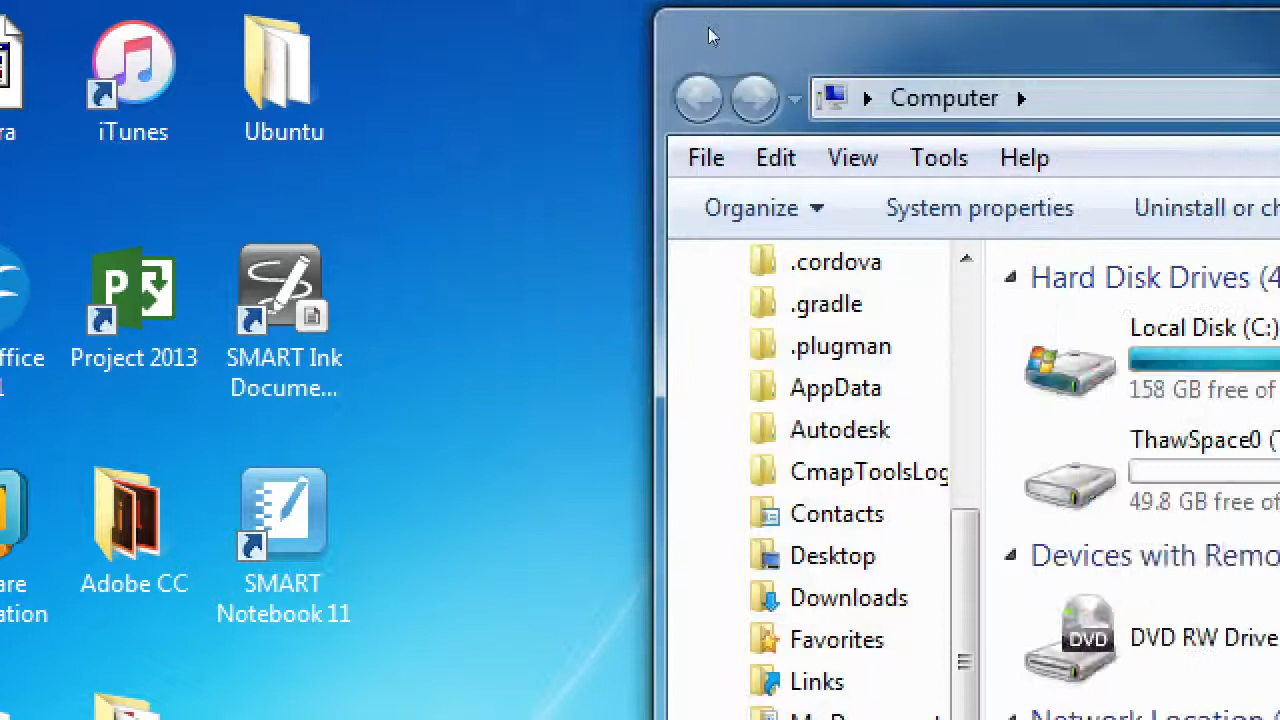 ra
iTunes
Ubuntu
ffice
Project 2013
SMART Ink
Docume...
are
ation
Adobe CC
SMART
Notebook 11
Computer
File Edit View Tools Help
Organize System properties Uninstall or ch
.cordova
.gradle
.plugman
AppData
Autodesk
CmapToolsLog
Contacts
Desktop
Downloads
Favorites
Links
Hard Disk Drives (4
Local Disk (C:)
158 GB free of
ThawSpace0 (T
49.8 GB free of
Devices with Remo
DVD
DVD RW Drive
Network Location (